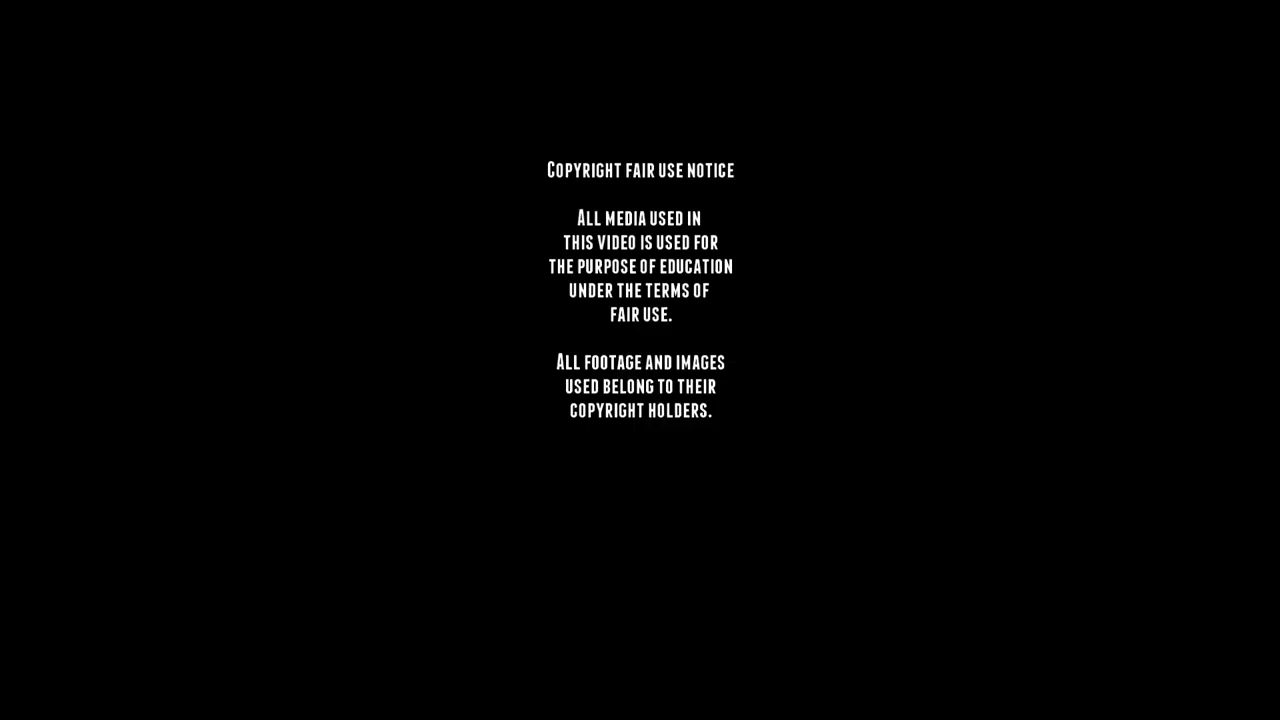 Copyright fair use notice
All media used in
this video is used for
the purpose of education
under the terms of
fair use.
All footage and images
used belong to their
copyright holders.